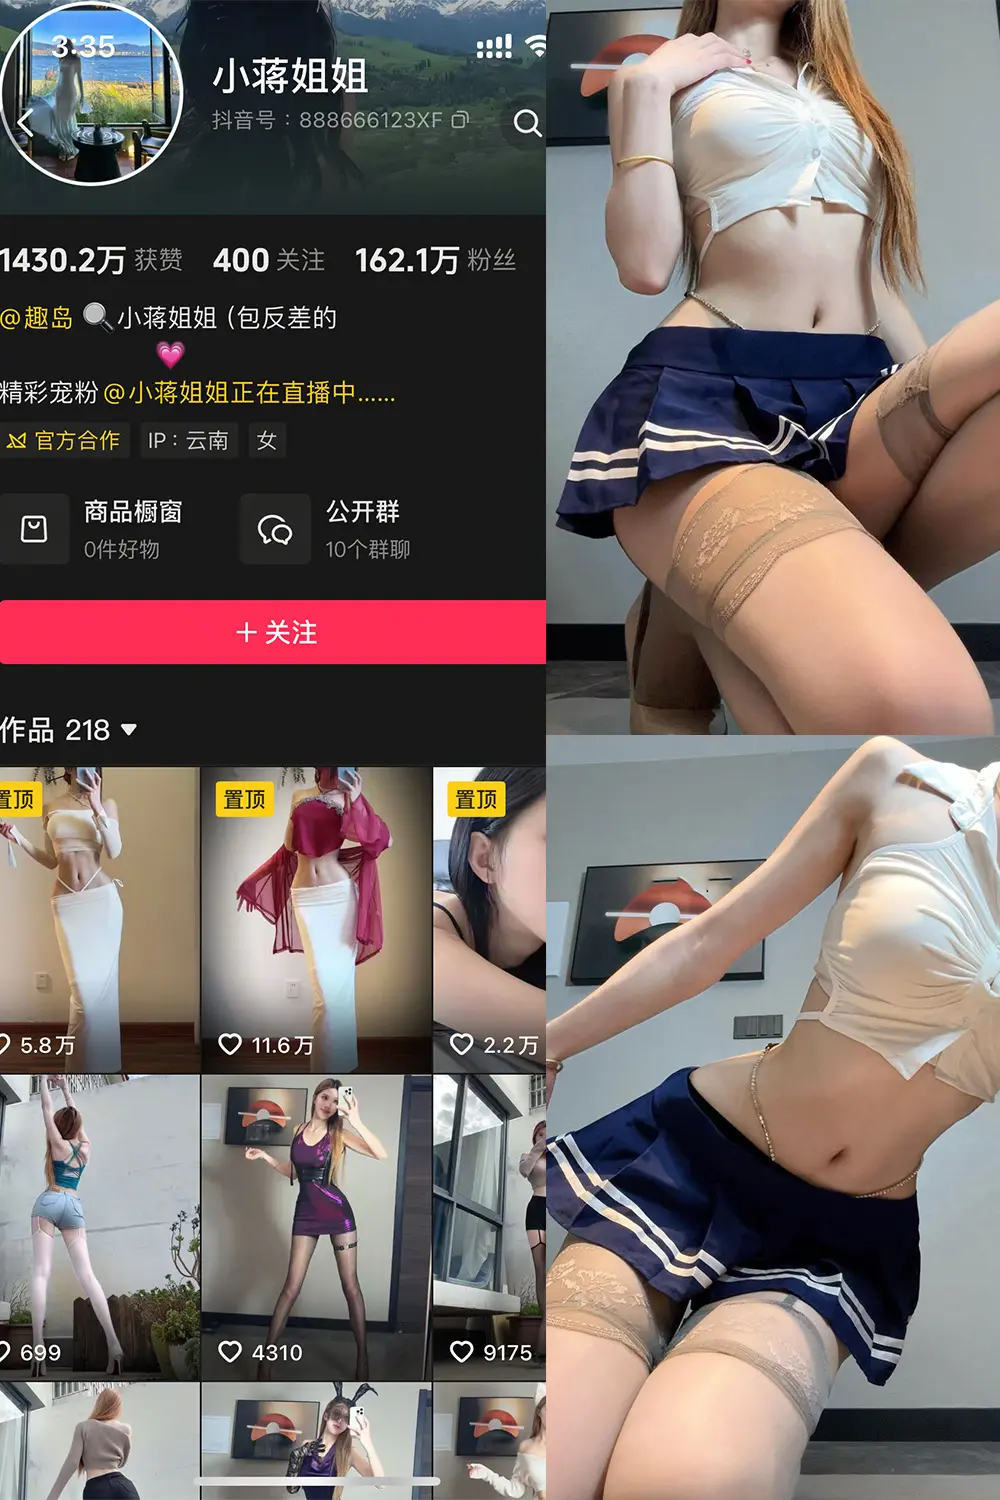 3:35
小蒋姐姐
抖音号：888666123XF
1430.2万 获赞 400 关注 162.1万 粉丝
@趣岛 🔍小蒋姐姐（包反差的
💗
精彩宠粉@小蒋姐姐正在直播中......
官方合作 IP：云南 女
商品橱窗 公开群
0件好物 10个群聊
＋关注
作品 218
置顶 置顶 置顶
5.8万 11.6万 2.2万
699 4310 9175